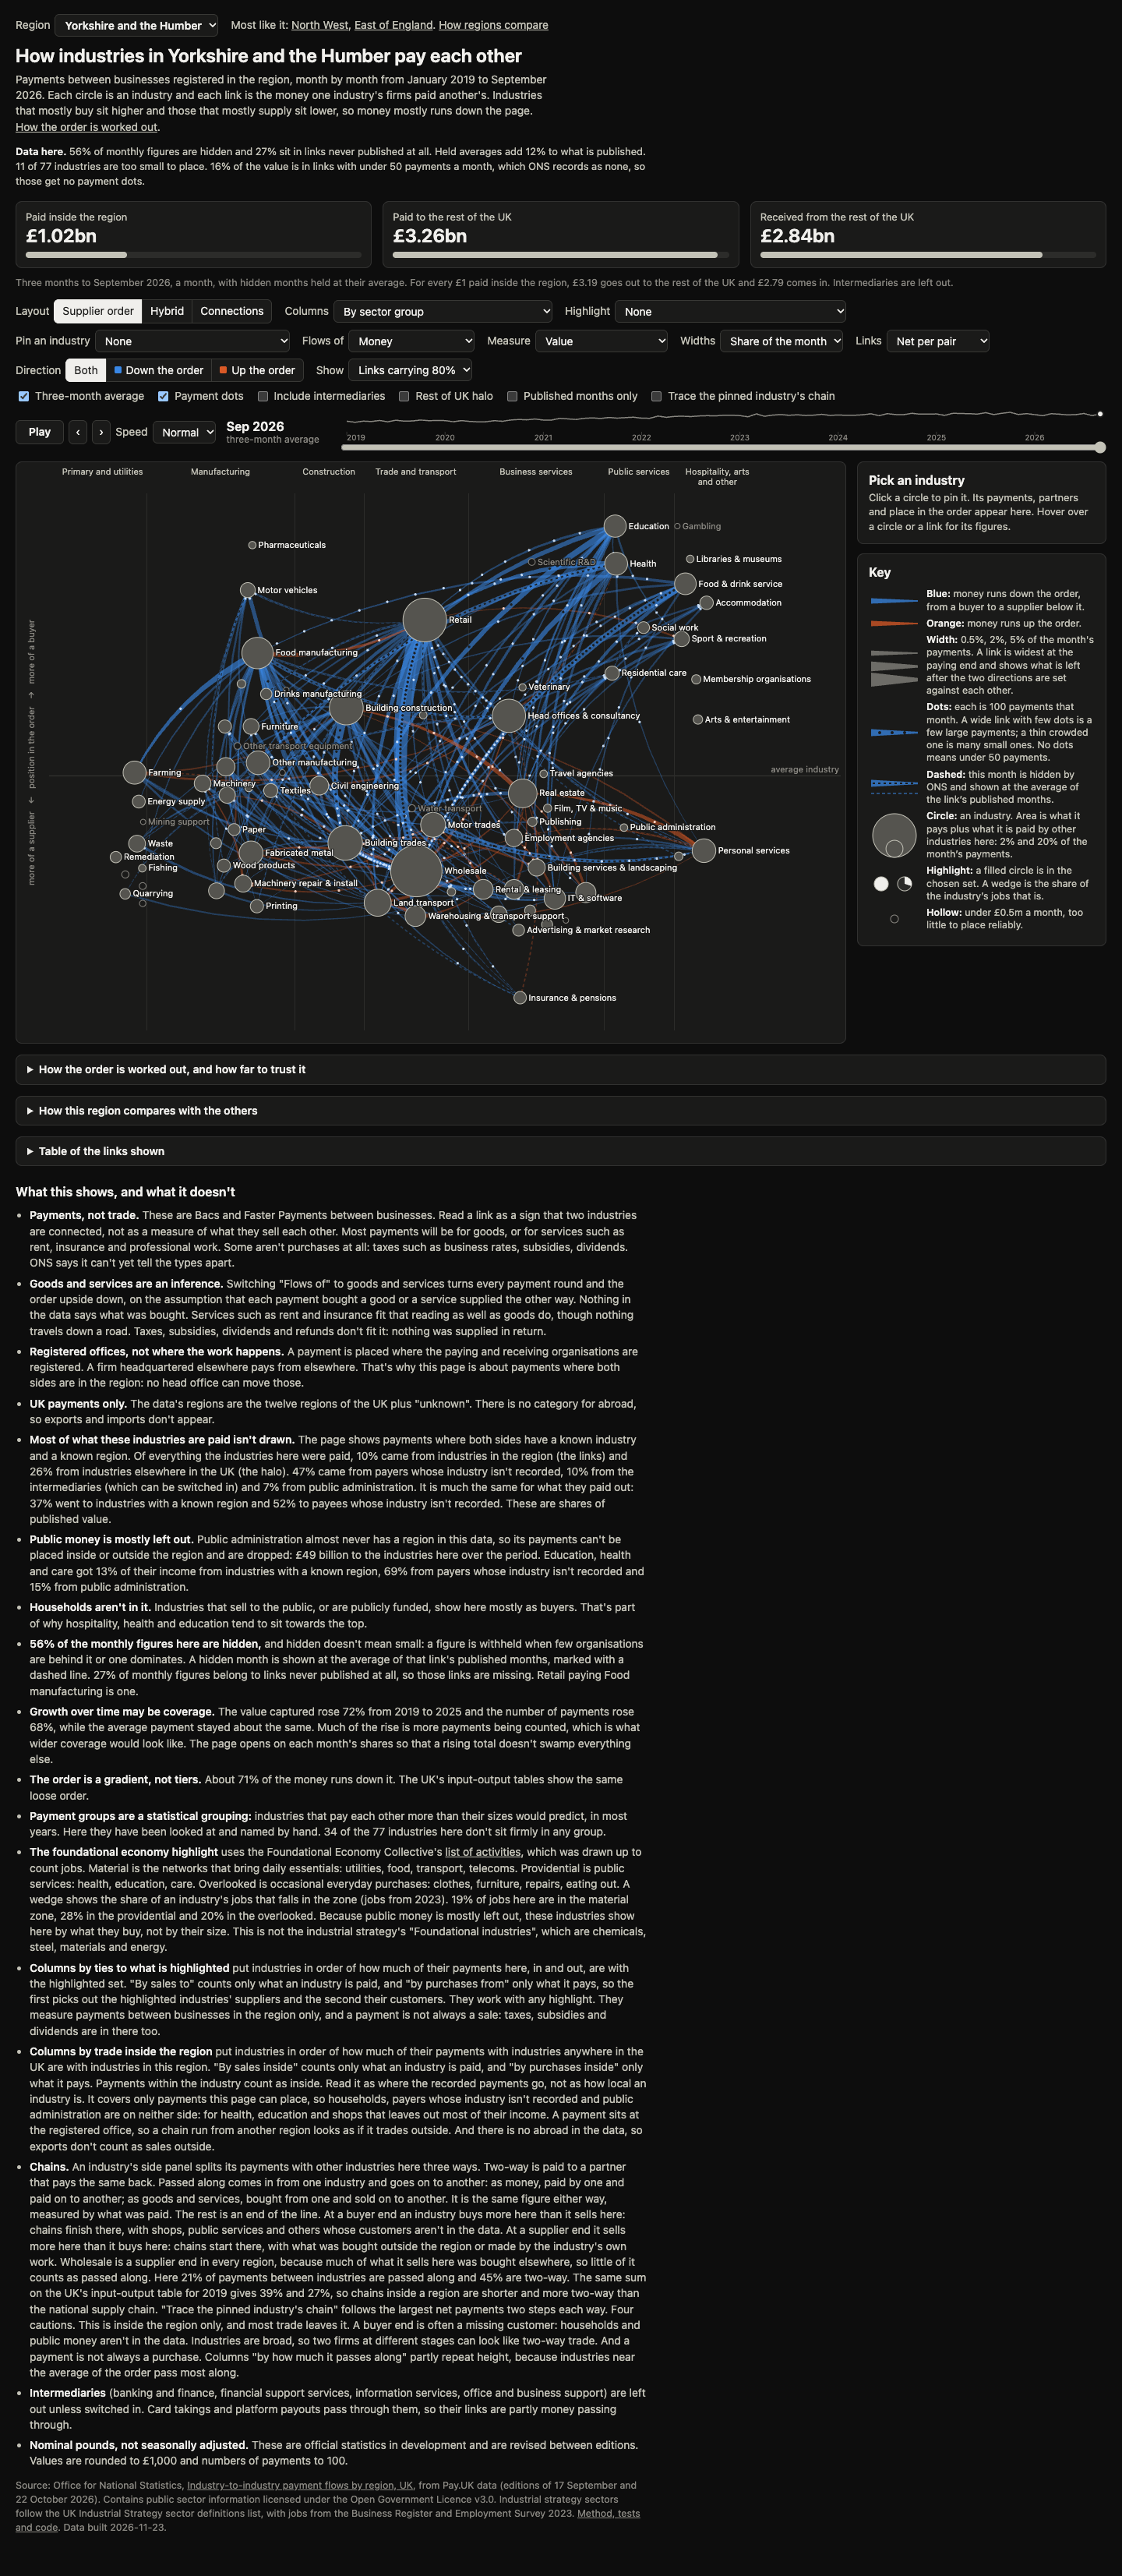 Region Yorkshire and the Humber Most like it: North West, East of England. How regions compare
How industries in Yorkshire and the Humber pay each other
Payments between businesses registered in the region, month by month from January 2019 to September
2026. Each circle is an industry and each link is the money one industry's firms paid another's. Industries
that mostly buy sit higher and those that mostly supply sit lower, so money mostly runs down the page.
How the order is worked out.
Data here. 56% of monthly figures are hidden and 27% sit in links never published at all. Held averages add 12% to what is published.
11 of 77 industries are too small to place. 16% of the value is in links with under 50 payments a month, which ONS records as none, so
those get no payment dots.
Paid inside the region
£1.02bn
Paid to the rest of the UK
£3.26bn
Received from the rest of the UK
£2.84bn
Three months to September 2026, a month, with hidden months held at their average. For every £1 paid inside the region, £3.19 goes out to the rest of the UK and £2.79 comes in. Intermediaries are left out.
Layout Supplier order Hybrid Connections Columns By sector group Highlight None
Pin an industry None Flows of Money Measure Value Widths Share of the month Links Net per pair
Direction Both Down the order Up the order Show Links carrying 80%
Three-month average Payment dots Include intermediaries Rest of UK halo Published months only Trace the pinned industry's chain
Play ‹ › Speed Normal Sep 2026
three-month average
2019 2020 2021 2022 2023 2024 2025 2026
Primary and utilities Manufacturing Construction Trade and transport Business services Public services Hospitality, arts
and other
Education Gambling
Pharmaceuticals
Scientific R&D Health Libraries & museums
Motor vehicles
Food & drink service
Accommodation
Retail
Social work
Sport & recreation
Food manufacturing
Residential care
Membership organisations
Veterinary
Drinks manufacturing
Building construction
Head offices & consultancy
Arts & entertainment
Furniture
Other transport equipment
Other manufacturing
average industry
Farming
Travel agencies
Machinery
Textiles
Civil engineering
Real estate
Energy supply
Water transport
Film, TV & music
Mining support
Motor trades
Publishing
Public administration
Paper
Employment agencies
Waste
Building trades
Fabricated metal
Personal services
Remediation
Wood products
Fishing
Wholesale
Building services & landscaping
Machinery repair & install
Rental & leasing
Quarrying
IT & software
Land transport
Printing
Warehousing & transport support
Advertising & market research
Insurance & pensions
more of a supplier ← position in the order → more of a buyer
Pick an industry
Click a circle to pin it. Its payments, partners
and place in the order appear here. Hover over
a circle or a link for its figures.
Key
Blue: money runs down the order,
from a buyer to a supplier below it.
Orange: money runs up the order.
Width: 0.5%, 2%, 5% of the month's
payments. A link is widest at the
paying end and shows what is left
after the two directions are set
against each other.
Dots: each is 100 payments that
month. A wide link with few dots is a
few large payments; a thin crowded
one is many small ones. No dots
means under 50 payments.
Dashed: this month is hidden by
ONS and shown at the average of
the link's published months.
Circle: an industry. Area is what it
pays plus what it is paid by other
industries here: 2% and 20% of the
month's payments.
Highlight: a filled circle is in the
chosen set. A wedge is the share of
the industry's jobs that is.
Hollow: under £0.5m a month, too
little to place reliably.
How the order is worked out, and how far to trust it
How this region compares with the others
Table of the links shown
What this shows, and what it doesn't
Payments, not trade. These are Bacs and Faster Payments between businesses. Read a link as a sign that two industries
are connected, not as a measure of what they sell each other. Most payments will be for goods, or for services such as
rent, insurance and professional work. Some aren't purchases at all: taxes such as business rates, subsidies, dividends.
ONS says it can't yet tell the types apart.
Goods and services are an inference. Switching "Flows of" to goods and services turns every payment round and the
order upside down, on the assumption that each payment bought a good or a service supplied the other way. Nothing in
the data says what was bought. Services such as rent and insurance fit that reading as well as goods do, though nothing
travels down a road. Taxes, subsidies, dividends and refunds don't fit it: nothing was supplied in return.
Registered offices, not where the work happens. A payment is placed where the paying and receiving organisations are
registered. A firm headquartered elsewhere pays from elsewhere. That's why this page is about payments where both
sides are in the region: no head office can move those.
UK payments only. The data's regions are the twelve regions of the UK plus "unknown". There is no category for abroad,
so exports and imports don't appear.
Most of what these industries are paid isn't drawn. The page shows payments where both sides have a known industry
and a known region. Of everything the industries here were paid, 10% came from industries in the region (the links) and
26% from industries elsewhere in the UK (the halo). 47% came from payers whose industry isn't recorded, 10% from the
intermediaries (which can be switched in) and 7% from public administration. It is much the same for what they paid out:
37% went to industries with a known region and 52% to payees whose industry isn't recorded. These are shares of
published value.
Public money is mostly left out. Public administration almost never has a region in this data, so its payments can't be
placed inside or outside the region and are dropped: £49 billion to the industries here over the period. Education, health
and care got 13% of their income from industries with a known region, 69% from payers whose industry isn't recorded and
15% from public administration.
Households aren't in it. Industries that sell to the public, or are publicly funded, show here mostly as buyers. That's part
of why hospitality, health and education tend to sit towards the top.
56% of the monthly figures here are hidden, and hidden doesn't mean small: a figure is withheld when few organisations
are behind it or one dominates. A hidden month is shown at the average of that link's published months, marked with a
dashed line. 27% of monthly figures belong to links never published at all, so those links are missing. Retail paying Food
manufacturing is one.
Growth over time may be coverage. The value captured rose 72% from 2019 to 2025 and the number of payments rose
68%, while the average payment stayed about the same. Much of the rise is more payments being counted, which is what
wider coverage would look like. The page opens on each month's shares so that a rising total doesn't swamp everything
else.
The order is a gradient, not tiers. About 71% of the money runs down it. The UK's input-output tables show the same
loose order.
Payment groups are a statistical grouping: industries that pay each other more than their sizes would predict, in most
years. Here they have been looked at and named by hand. 34 of the 77 industries here don't sit firmly in any group.
The foundational economy highlight uses the Foundational Economy Collective's list of activities, which was drawn up to
count jobs. Material is the networks that bring daily essentials: utilities, food, transport, telecoms. Providential is public
services: health, education, care. Overlooked is occasional everyday purchases: clothes, furniture, repairs, eating out. A
wedge shows the share of an industry's jobs that falls in the zone (jobs from 2023). 19% of jobs here are in the material
zone, 28% in the providential and 20% in the overlooked. Because public money is mostly left out, these industries show
here by what they buy, not by their size. This is not the industrial strategy's "Foundational industries", which are chemicals,
steel, materials and energy.
Columns by ties to what is highlighted put industries in order of how much of their payments here, in and out, are with
the highlighted set. "By sales to" counts only what an industry is paid, and "by purchases from" only what it pays, so the
first picks out the highlighted industries' suppliers and the second their customers. They work with any highlight. They
measure payments between businesses in the region only, and a payment is not always a sale: taxes, subsidies and
dividends are in there too.
Columns by trade inside the region put industries in order of how much of their payments with industries anywhere in the
UK are with industries in this region. "By sales inside" counts only what an industry is paid, and "by purchases inside" only
what it pays. Payments within the industry count as inside. Read it as where the recorded payments go, not as how local an
industry is. It covers only payments this page can place, so households, payers whose industry isn't recorded and public
administration are on neither side: for health, education and shops that leaves out most of their income. A payment sits at
the registered office, so a chain run from another region looks as if it trades outside. And there is no abroad in the data, so
exports don't count as sales outside.
Chains. An industry's side panel splits its payments with other industries here three ways. Two-way is paid to a partner
that pays the same back. Passed along comes in from one industry and goes on to another: as money, paid by one and
paid on to another; as goods and services, bought from one and sold on to another. It is the same figure either way,
measured by what was paid. The rest is an end of the line. At a buyer end an industry buys more here than it sells here:
chains finish there, with shops, public services and others whose customers aren't in the data. At a supplier end it sells
more here than it buys here: chains start there, with what was bought outside the region or made by the industry's own
work. Wholesale is a supplier end in every region, because much of what it sells here was bought elsewhere, so little of it
counts as passed along. Here 21% of payments between industries are passed along and 45% are two-way. The same sum
on the UK's input-output table for 2019 gives 39% and 27%, so chains inside a region are shorter and more two-way than
the national supply chain. "Trace the pinned industry's chain" follows the largest net payments two steps each way. Four
cautions. This is inside the region only, and most trade leaves it. A buyer end is often a missing customer: households and
public money aren't in the data. Industries are broad, so two firms at different stages can look like two-way trade. And a
payment is not always a purchase. Columns "by how much it passes along" partly repeat height, because industries near
the average of the order pass most along.
Intermediaries (banking and finance, financial support services, information services, office and business support) are left
out unless switched in. Card takings and platform payouts pass through them, so their links are partly money passing
through.
Nominal pounds, not seasonally adjusted. These are official statistics in development and are revised between editions.
Values are rounded to £1,000 and numbers of payments to 100.
Source: Office for National Statistics, Industry-to-industry payment flows by region, UK, from Pay.UK data (editions of 17 September and
22 October 2026). Contains public sector information licensed under the Open Government Licence v3.0. Industrial strategy sectors
follow the UK Industrial Strategy sector definitions list, with jobs from the Business Register and Employment Survey 2023. Method, tests
and code. Data built 2026-11-23.